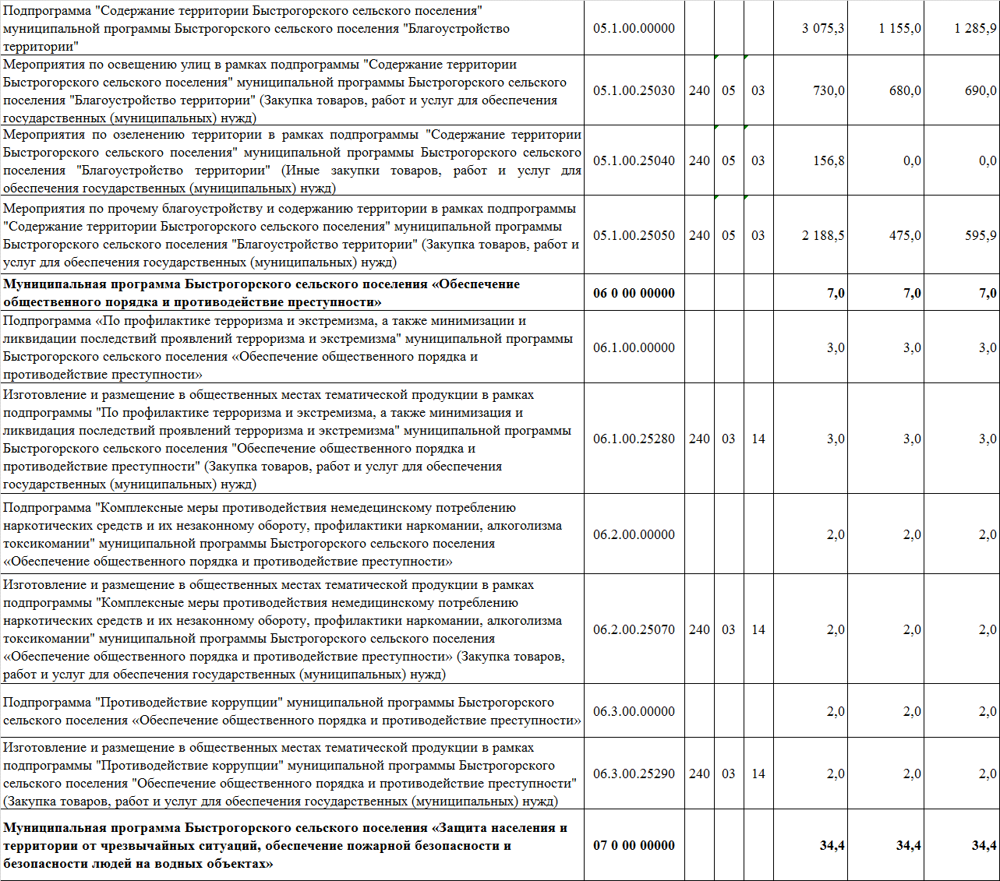 Подпрограмма "Содержание территории Быстрогорского сельского поселения"
муниципальной программы Быстрогорского сельского поселения "Благоустройство
территории"
05.1.00.00000 3 075,3 1 155,0 1 285,9
Мероприятия по освещению улиц в рамках подпрограммы "Содержание территории
Быстрогорского сельского поселения" муниципальной программы Быстрогорского сельского
поселения "Благоустройство территории" (Закупка товаров, работ и услуг для обеспечения
государственных (муниципальных) нужд)
05.1.00.25030 240 05 03 730,0 680,0 690,0
Мероприятия по озеленению территории в рамках подпрограммы "Содержание территории
Быстрогорского сельского поселения" муниципальной программы Быстрогорского сельского
поселения "Благоустройство территории" (Иные закупки товаров, работ и услуг для
обеспечения государственных (муниципальных) нужд)
05.1.00.25040 240 05 03 156,8 0,0 0,0
Мероприятия по прочему благоустройству и содержанию территории в рамках подпрограммы
"Содержание территории Быстрогорского сельского поселения" муниципальной программы
Быстрогорского сельского поселения "Благоустройство территории" (Закупка товаров, работ и
услуг для обеспечения государственных (муниципальных) нужд)
05.1.00.25050 240 05 03 2 188,5 475,0 595,9
Муниципальная программа Быстрогорского сельского поселения «Обеспечение
общественного порядка и противодействие преступности»
06 0 00 00000 7,0 7,0 7,0
Подпрограмма «По профилактике терроризма и экстремизма, а также минимизации и
ликвидации последствий проявлений терроризма и экстремизма" муниципальной программы
Быстрогорского сельского поселения «Обеспечение общественного порядка и
противодействие преступности»
06.1.00.00000 3,0 3,0 3,0
Изготовление и размещение в общественных местах тематической продукции в рамках
подпрограммы "По профилактике терроризма и экстремизма, а также минимизация и
ликвидация последствий проявлений терроризма и экстремизма" муниципальной программы
Быстрогорского сельского поселения "Обеспечение общественного порядка и
противодействие преступности" (Закупка товаров, работ и услуг для обеспечения
государственных (муниципальных) нужд)
06.1.00.25280 240 03 14 3,0 3,0 3,0
Подпрограмма "Комплексные меры противодействия немедецинскому потреблению
наркотических средств и их незаконному обороту, профилактики наркомании, алкоголизма
токсикомании" муниципальной программы Быстрогорского сельского поселения
«Обеспечение общественного порядка и противодействие преступности»
06.2.00.00000 2,0 2,0 2,0
Изготовление и размещение в общественных местах тематической продукции в рамках
подпрограммы "Комплексные меры противодействия немедицинскому потреблению
наркотических средств и их незаконному обороту, профилактики наркомании, алкоголизма
токсикомании" муниципальной программы Быстрогорского сельского поселения
«Обеспечение общественного порядка и противодействие преступности» (Закупка товаров,
работ и услуг для обеспечения государственных (муниципальных) нужд)
06.2.00.25070 240 03 14 2,0 2,0 2,0
Подпрограмма "Противодействие коррупции" муниципальной программы Быстрогорского
сельского поселения «Обеспечение общественного порядка и противодействие преступности»
06.3.00.00000 2,0 2,0 2,0
Изготовление и размещение в общественных местах тематической продукции в рамках
подпрограммы "Противодействие коррупции" муниципальной программы Быстрогорского
сельского поселения "Обеспечение общественного порядка и противодействие преступности"
(Закупка товаров, работ и услуг для обеспечения государственных (муниципальных) нужд)
06.3.00.25290 240 03 14 2,0 2,0 2,0
Муниципальная программа Быстрогорского сельского поселения «Защита населения и
территории от чрезвычайных ситуаций, обеспечение пожарной безопасности и
безопасности людей на водных объектах»
07 0 00 00000 34,4 34,4 34,4